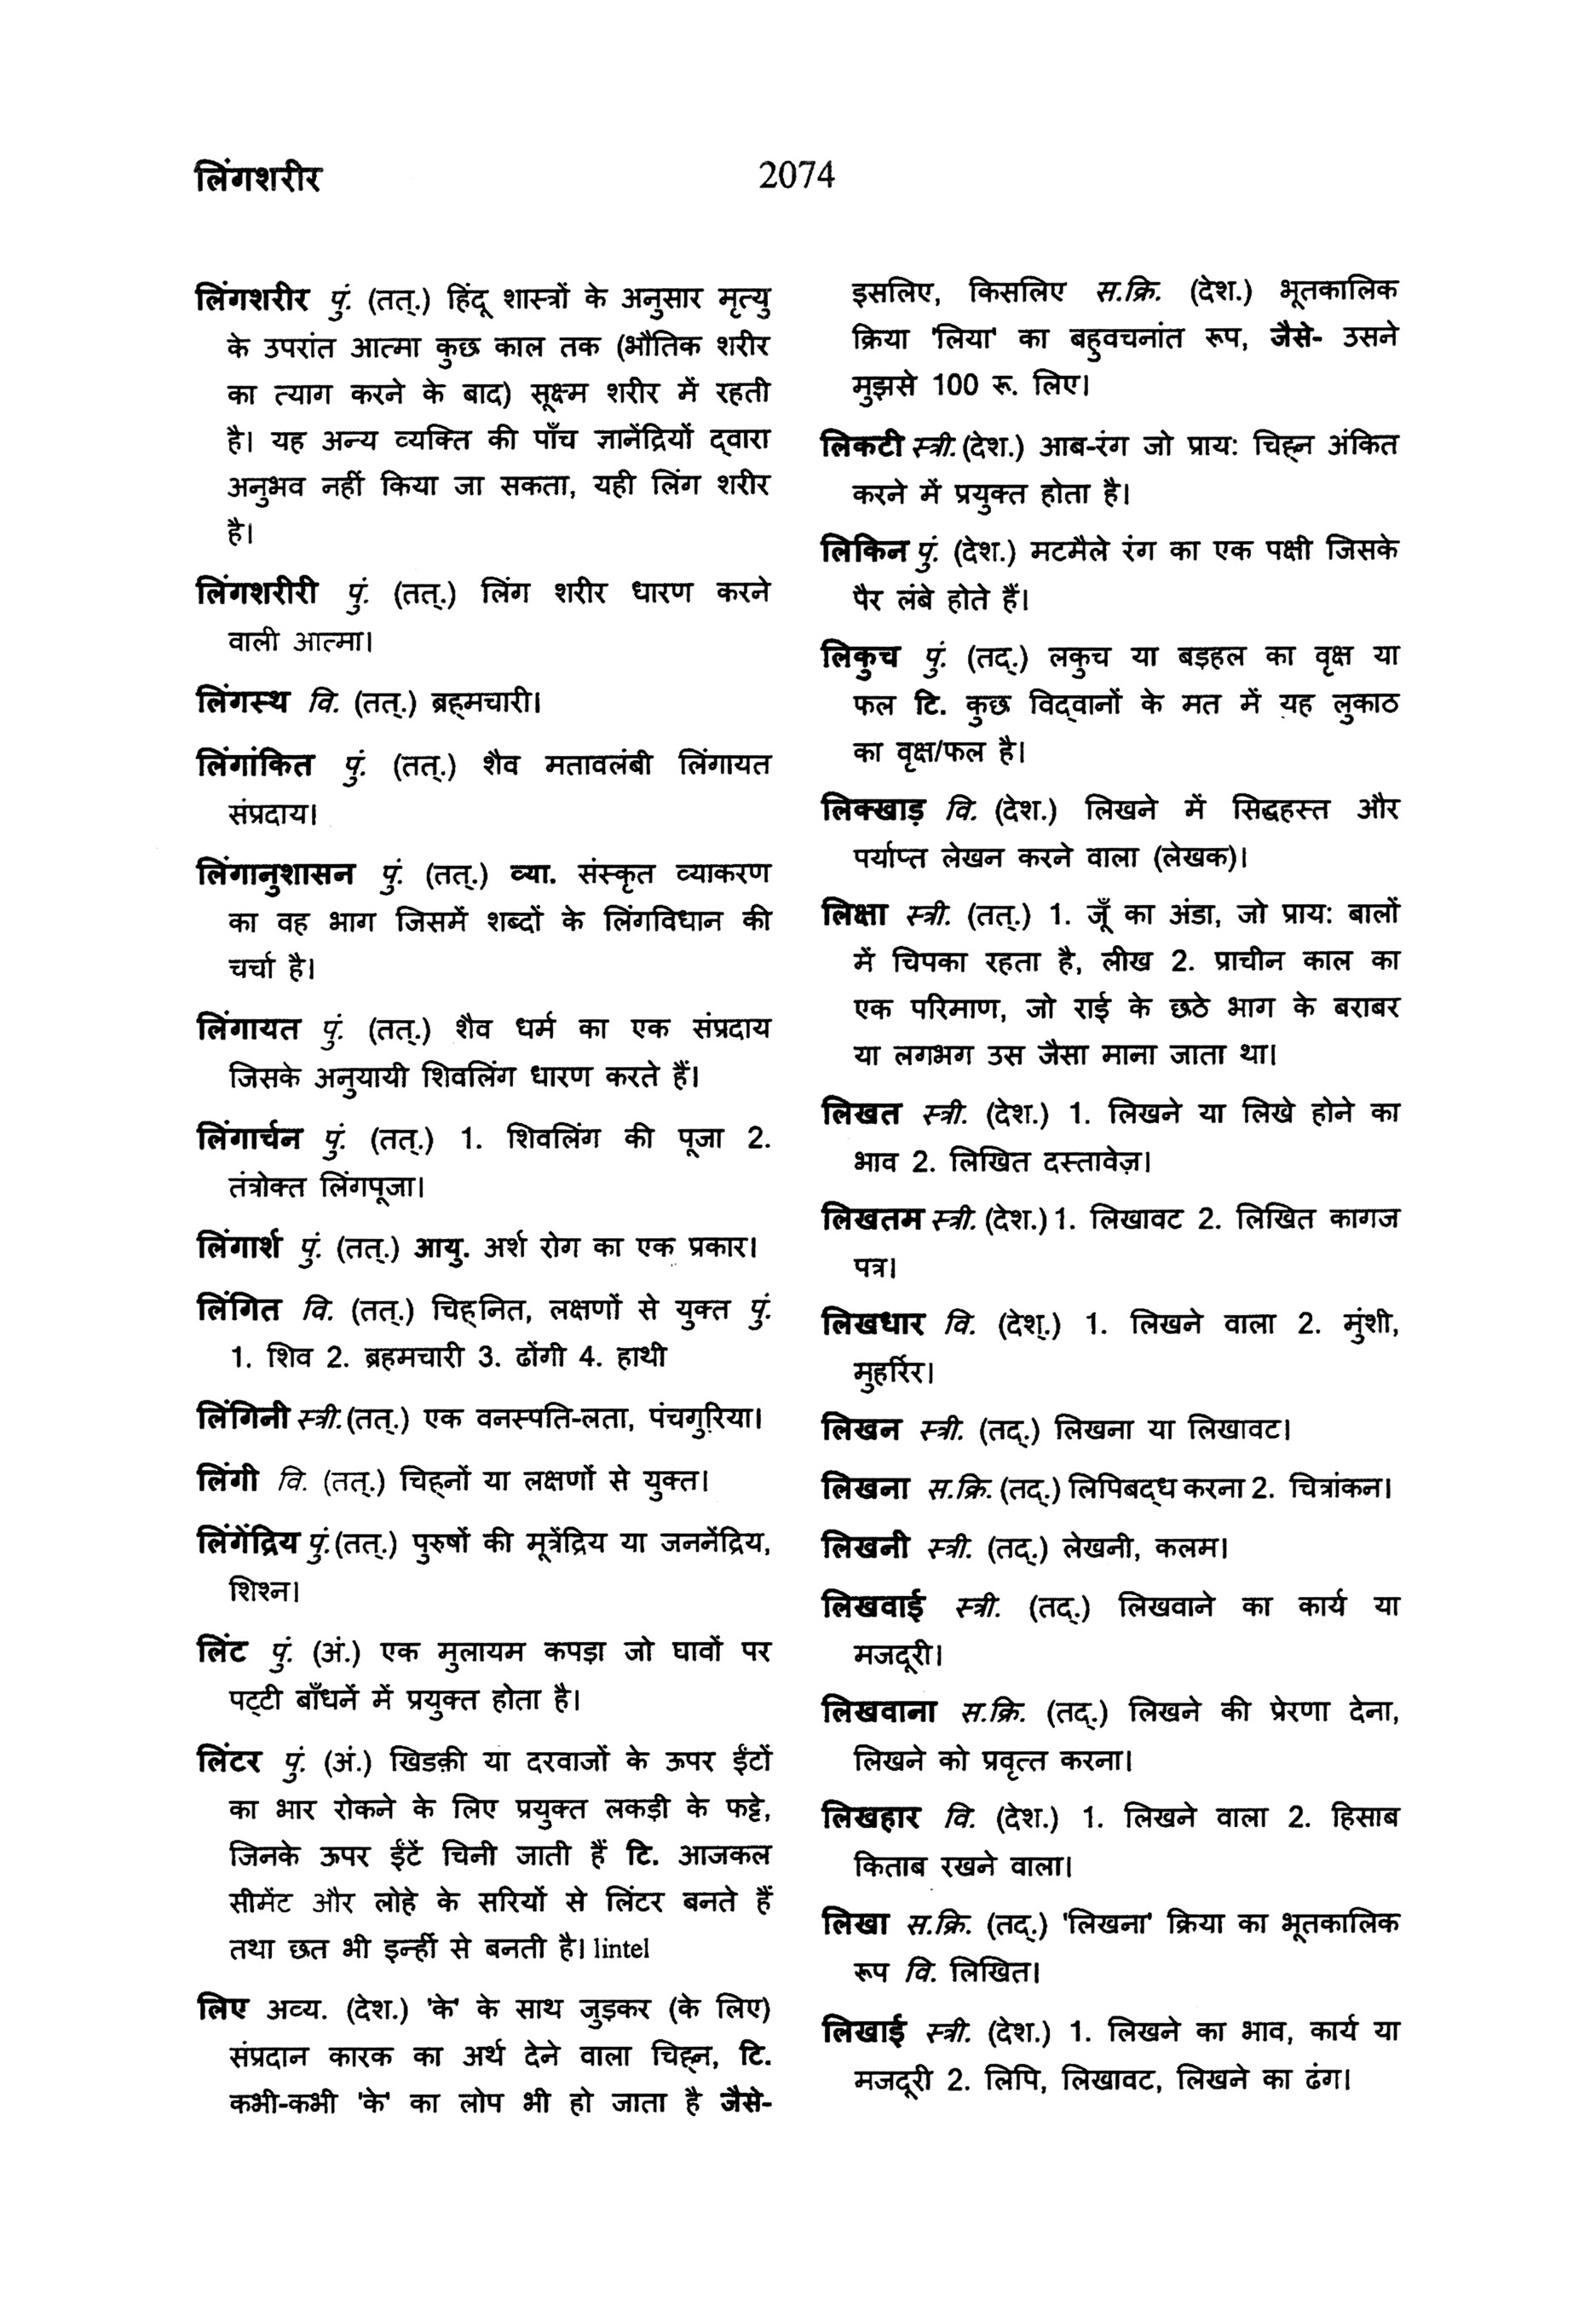 लिंगशरीर
2074
लिंगशरीर पुं. (तत्.) हिंदू शास्त्रों के अनुसार मृत्यु
के उपरांत आत्मा कुछ काल तक (भौतिक शरीर
का त्याग करने के बाद) सूक्ष्म शरीर में रहती
है। यह अन्य व्यक्ति की पाँच ज्ञानेंद्रियों द्‌वारा
अनुभव नहीं किया जा सकता, यही लिंग शरीर
है।
लिंगशरीरी पुं. (तत्.) लिंग शरीर धारण करने
वाली आत्मा।
लिंगस्थ वि. (तत्.) ब्रह्‌मचारी।
लिंगांकित पुं. (तत्.) शैव मतावलंबी लिंगायत
संप्रदाय।
लिंगानुशासन पुं. (तत्.) व्या. संस्कृत व्याकरण
का वह भाग जिसमें शब्दों के लिंगविधान की
चर्चा है।
लिंगायत पुं. (तत्.) शैव धर्म का एक संप्रदाय
जिसके अनुयायी शिवलिंग धारण करते हैं।
लिंगार्चन पुं. (तत्.) 1. शिवलिंग की पूजा 2.
तंत्रोक्त लिंगपूजा।
लिंगार्श पुं. (तत्.) आयु. अर्श रोग का एक प्रकार।
लिंगित वि. (तत्.) चिह्‌नित, लक्षणों से युक्त पुं.
1. शिव 2. ब्रहमचारी 3. ढोंगी 4. हाथी
लिंगिनी स्त्री. (तत्.) एक वनस्पति-लता, पंचगुरिया।
लिंगी वि. (तत्.) चिह्‌नों या लक्षणों से युक्त।
लिंगेंद्रिय पुं. (तत्.) पुरुषों की मूत्रेंद्रिय या जननेंद्रिय,
शिश्न।
लिंट पुं. (अं.) एक मुलायम कपड़ा जो घावों पर
पट्‌टी बाँधनें में प्रयुक्त होता है।
लिंटर पुं. (अं.) खिडक़ी या दरवाजों के ऊपर ईंटों
का भार रोकने के लिए प्रयुक्त लकड़ी के फट्टे,
जिनके ऊपर ईंटें चिनी जाती हैं टि. आजकल
सीमेंट और लोहे के सरियों से लिंटर बनते हैं
तथा छत भी इन्हीं से बनती है। lintel
लिए अव्य. (देश.) 'के' के साथ जुड़कर (के लिए)
संप्रदान कारक का अर्थ देने वाला चिह्न, टि.
कभी-कभी 'के' का लोप भी हो जाता है जैसे-
इसलिए, किसलिए स.क्रि. (देश.) भूतकालिक
क्रिया 'लिया' का बहुवचनांत रूप, जैसे- उसने
मुझसे 100 रू. लिए।
लिकटी स्त्री. (देश.) आब-रंग जो प्राय: चिह्‌न अंकित
करने में प्रयुक्त होता है।
लिकिन पुं. (देश.) मटमैले रंग का एक पक्षी जिसके
पैर लंबे होते हैं।
लिकुच पुं. (तद्.) लकुच या बड़हल का वृक्ष या
फल टि. कुछ विद्‌वानों के मत में यह लुकाठ
का वृक्ष/फल है।
लिक्खाड़ वि. (देश.) लिखने में सिद्धहस्त और
पर्याप्त लेखन करने वाला (लेखक)।
लिक्षा स्त्री. (तत्.) 1. जूँ का अंडा, जो प्राय: बालों
में चिपका रहता है, लीख 2. प्राचीन काल का
एक परिमाण, जो राई के छठे भाग के बराबर
या लगभग उस जैसा माना जाता था।
लिखत स्त्री. (देश.) 1. लिखने या लिखे होने का
भाव 2. लिखित दस्तावेज़।
लिखतम स्त्री. (देश.) 1. लिखावट 2. लिखित कागज
पत्र।
लिखधार वि. (देश्.) 1. लिखने वाला 2. मुंशी,
मुहर्रिर।
लिखन स्त्री. (तद्.) लिखना या लिखावट।
लिखना स.क्रि. (तद्.) लिपिबद्‌ध करना 2. चित्रांकन।
लिखनी स्त्री. (तद्.) लेखनी, कलम।
लिखवाई स्त्री. (तद्.) लिखवाने का कार्य या
मजदूरी।
लिखवाना स.क्रि. (तद्.) लिखने की प्रेरणा देना,
लिखने को प्रवृत्त करना।
लिखहार वि. (देश.) 1. लिखने वाला 2. हिसाब
किताब रखने वाला।
लिखा स.क्रि. (तद्.) 'लिखना' क्रिया का भूतकालिक
रूप वि. लिखित।
लिखाई स्त्री. (देश.) 1. लिखने का भाव, कार्य या
मजदूरी 2. लिपि, लिखावट, लिखने का ढंग।